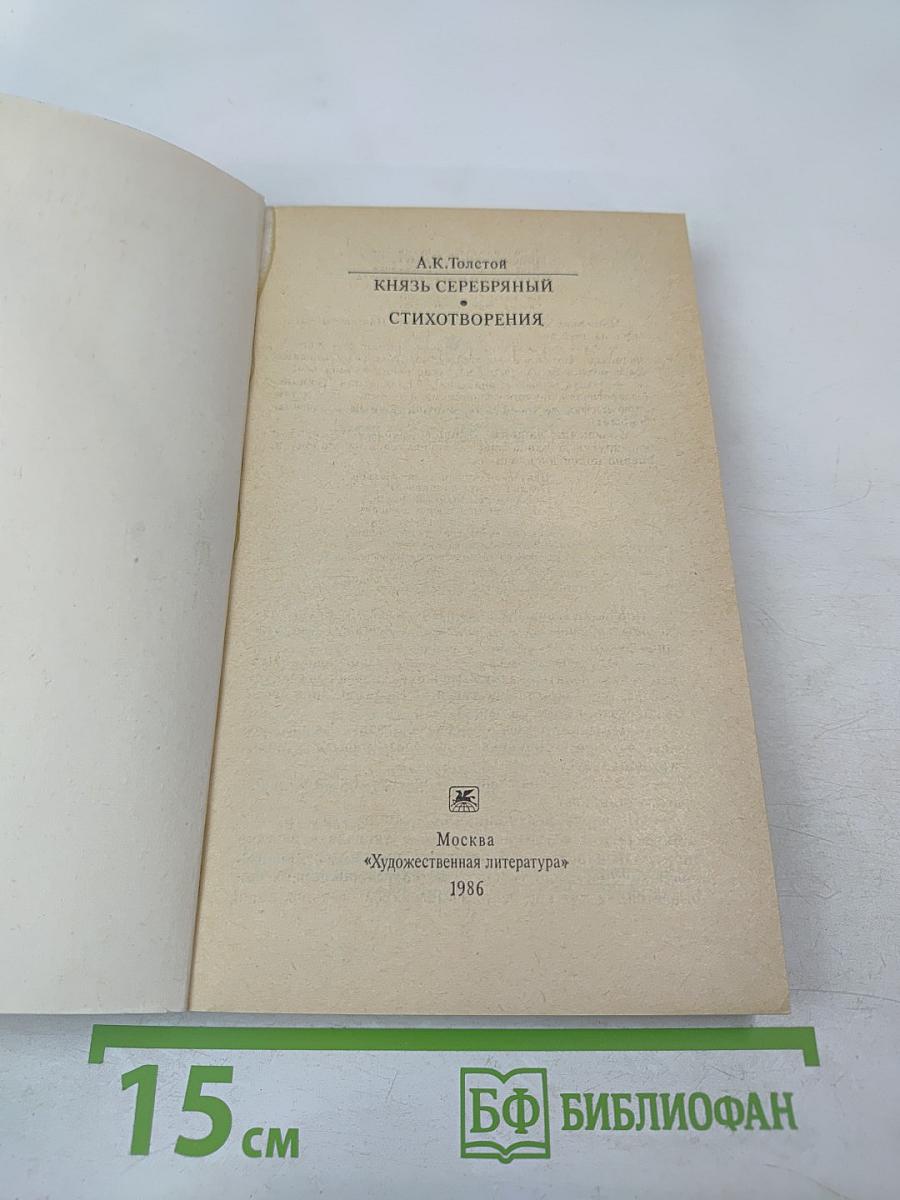 А.К.Толстой
КНЯЗЬ СЕРЕБРЯНЫЙ
•
СТИХОТВОРЕНИЯ
Москва
«Художественная литература»
1986
15 см
БФ БИБЛИОФАН